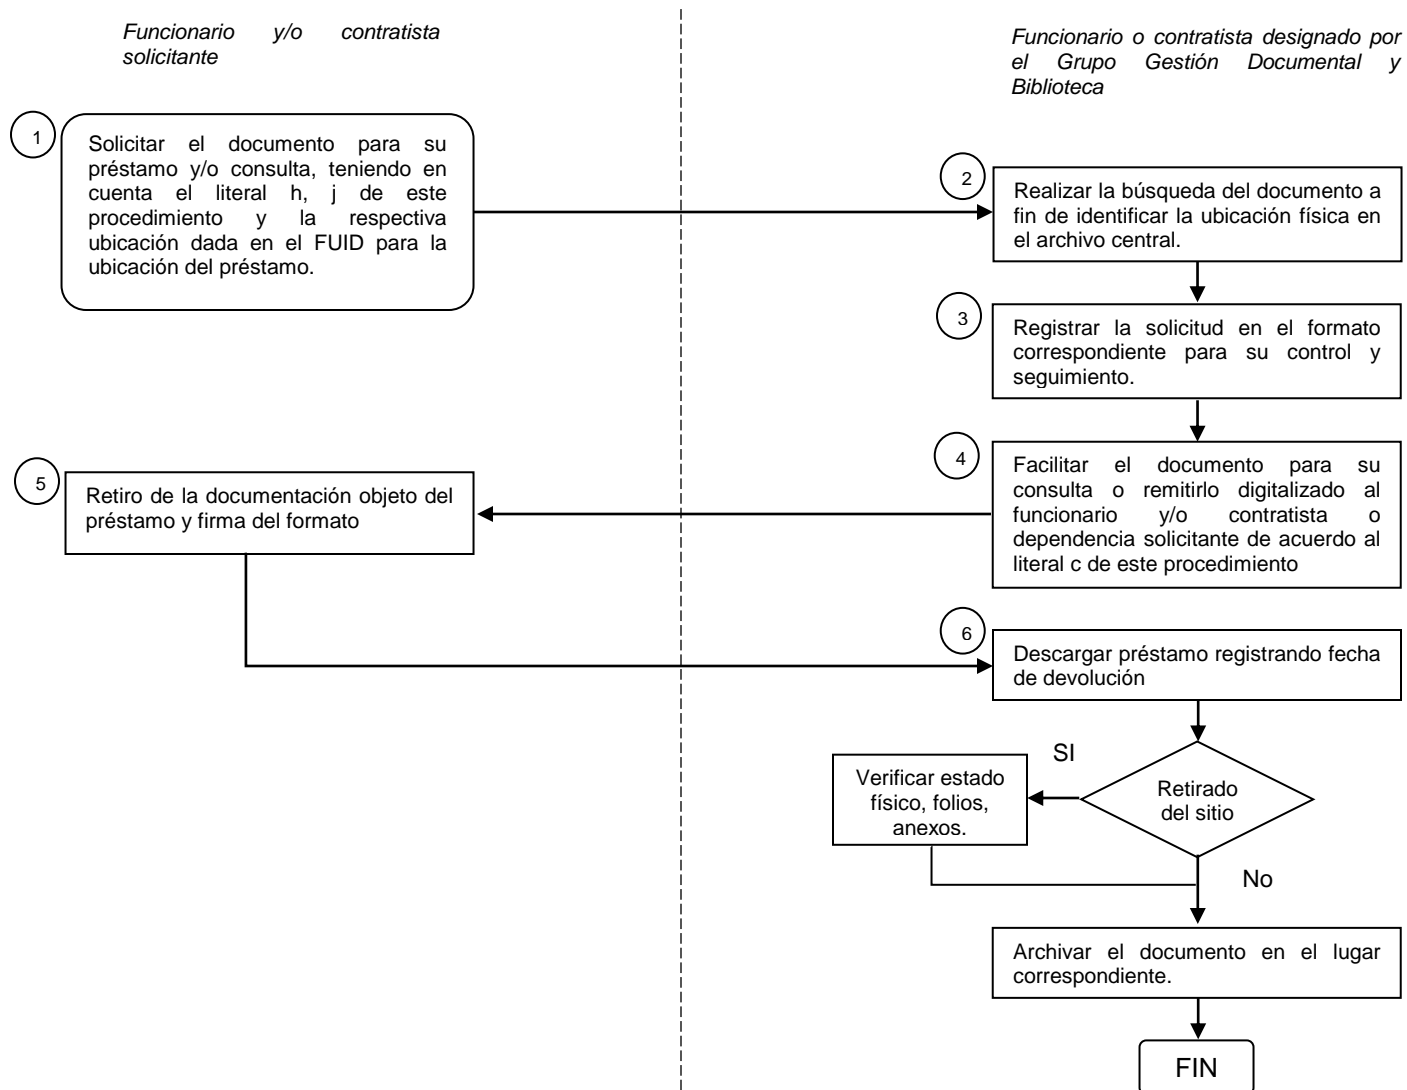 Funcionario y/o contratista
solicitante
Funcionario o contratista designado por
el Grupo Gestión Documental y
Biblioteca
1
Solicitar el documento para su
préstamo y/o consulta, teniendo en
cuenta el literal h, j de este
procedimiento y la respectiva
ubicación dada en el FUID para la
ubicación del préstamo.
2
Realizar la búsqueda del documento a
fin de identificar la ubicación física en
el archivo central.
3
Registrar la solicitud en el formato
correspondiente para su control y
seguimiento.
4
Facilitar el documento para su
consulta o remitirlo digitalizado al
funcionario y/o contratista o
dependencia solicitante de acuerdo al
literal c de este procedimiento
5
Retiro de la documentación objeto del
préstamo y firma del formato
6
Descargar préstamo registrando fecha
de devolución
SI
Retirado
del sitio
Verificar estado
físico, folios,
anexos.
No
Archivar el documento en el lugar
correspondiente.
FIN